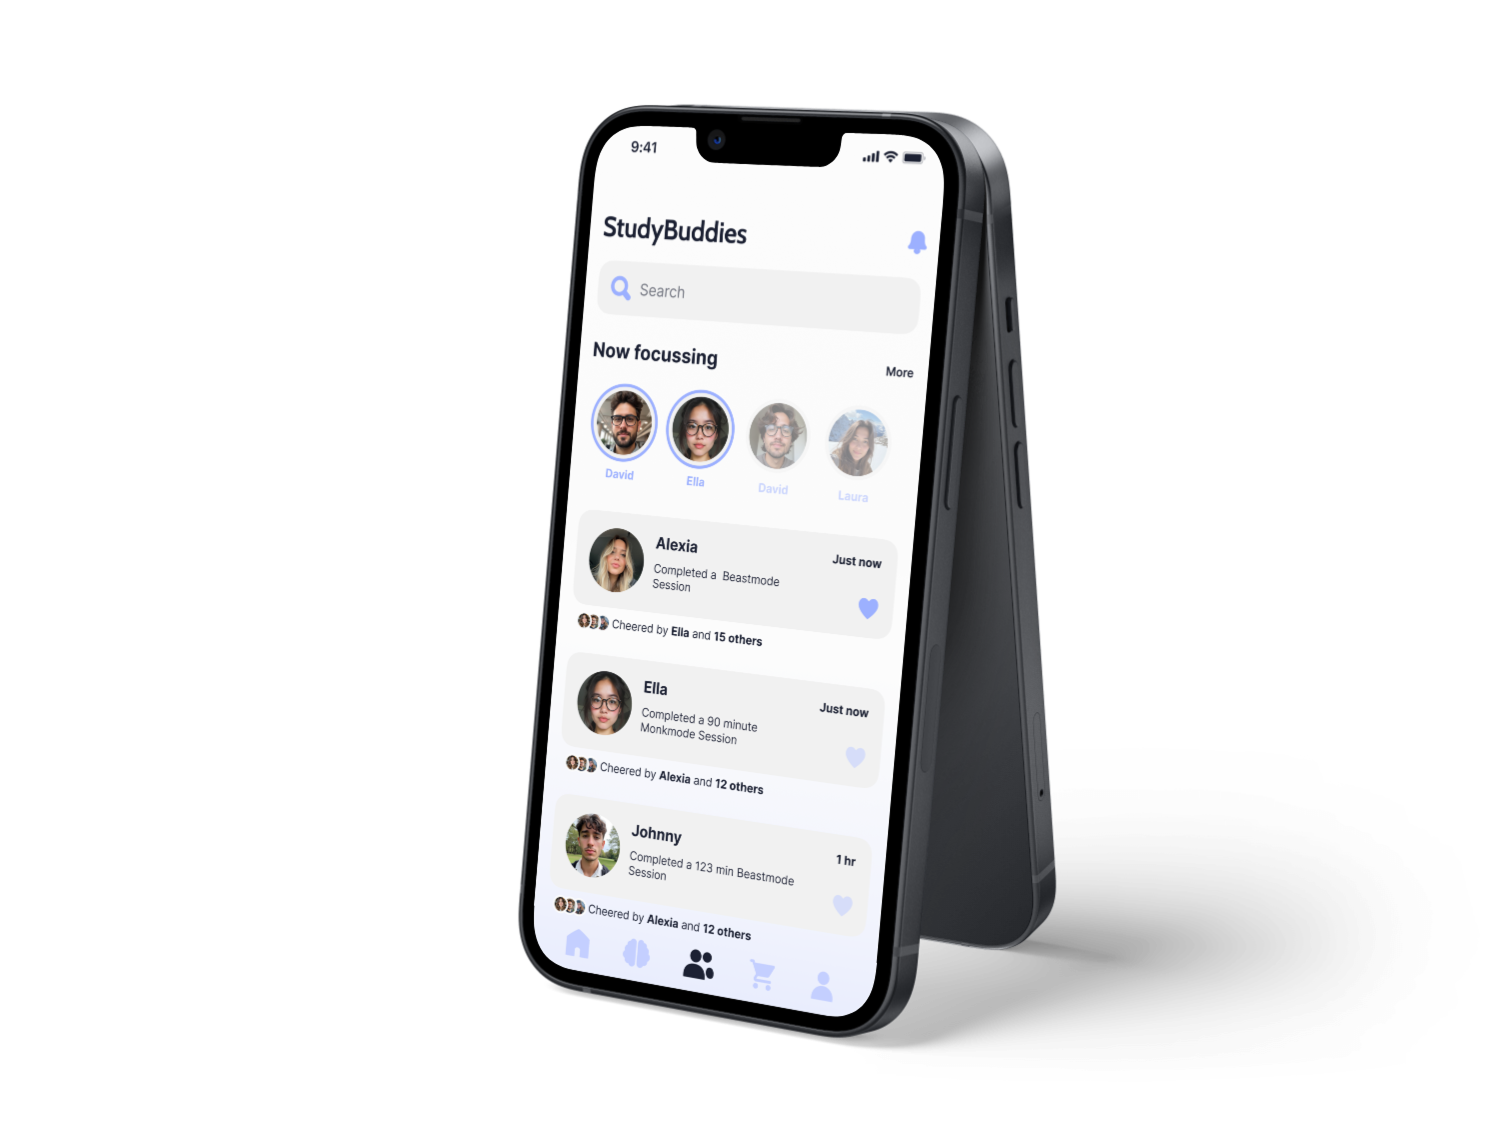 9:41
StudyBuddies
Search
Now focussing
More
David
Ella
David
Laura
Alexia
Just now
Completed a  Beastmode
Session
Cheered by Ella and 15 others
Ella
Just now
Completed a 90 minute
Monkmode Session
Cheered by Alexia and 12 others
Johnny
1 hr
Completed a 123 min Beastmode
Session
Cheered by Alexia and 12 others